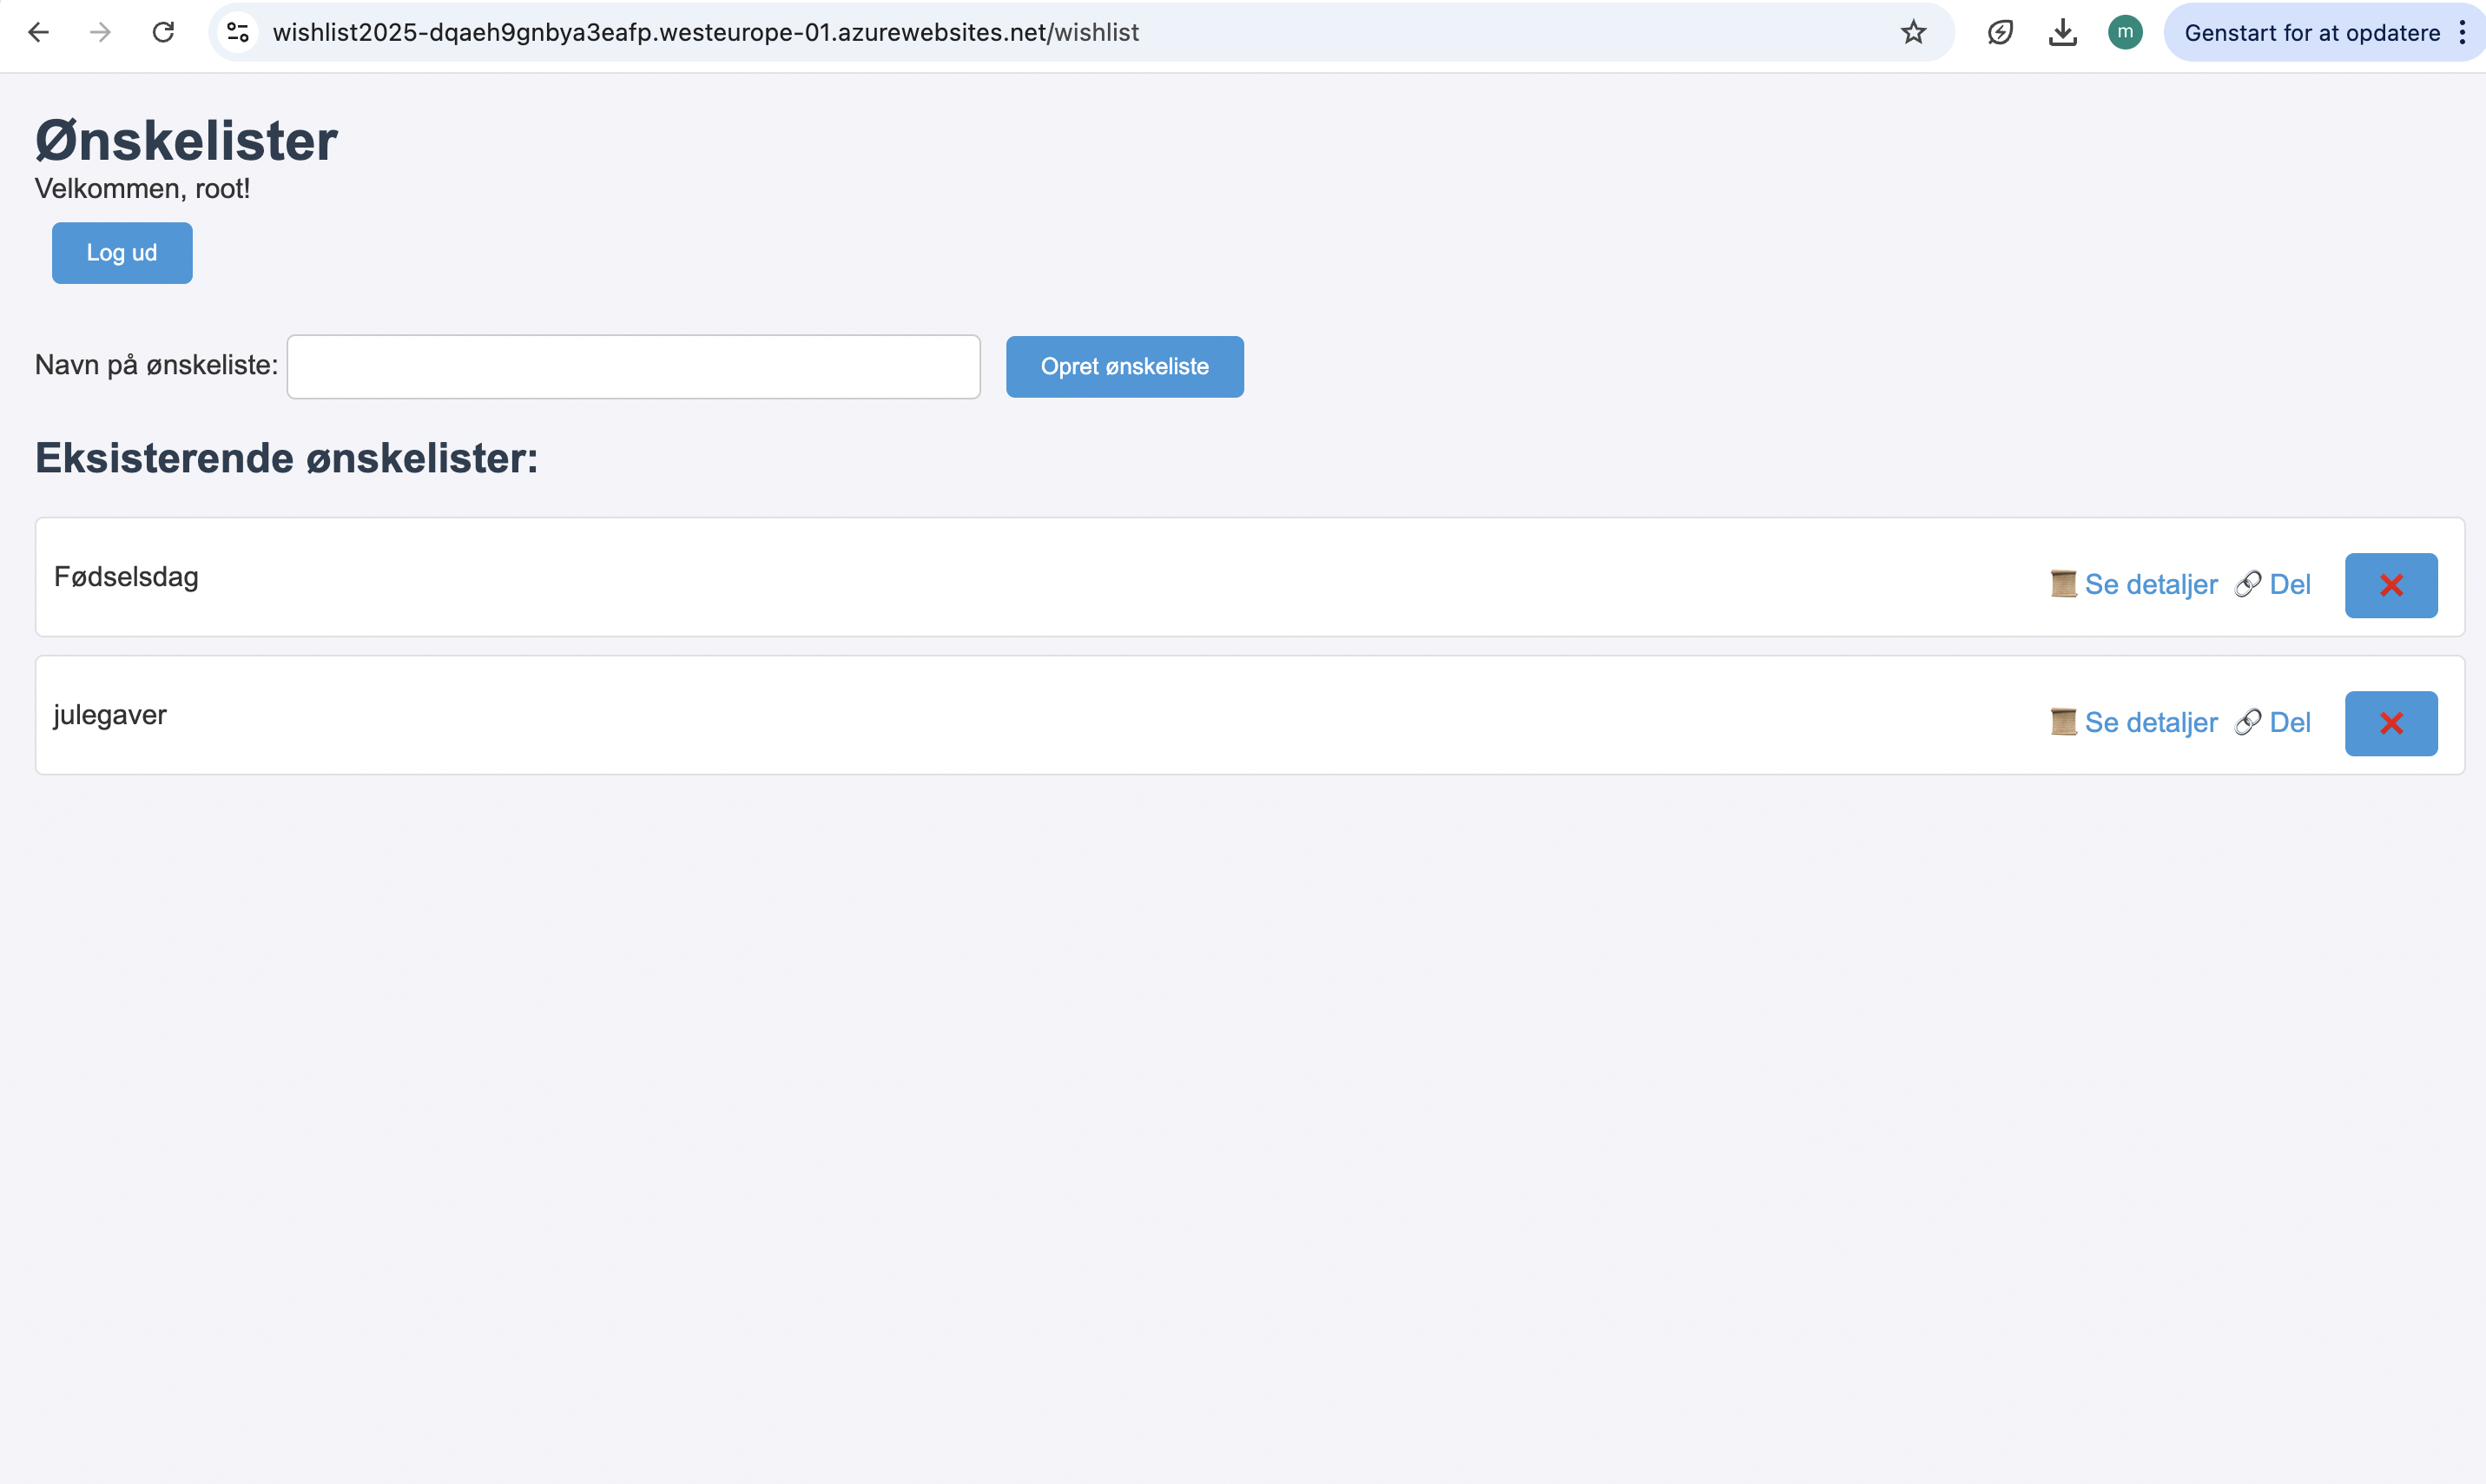 wishlist2025-dqaeh9gnbya3eafp.westeurope-01.azurewebsites.net/wishlist
m
Genstart for at opdatere
Ønskelister
Velkommen, root!
Log ud
Navn på ønskeliste:
Opret ønskeliste
Eksisterende ønskelister:
Fødselsdag
Se detaljer
Del
julegaver
Se detaljer
Del